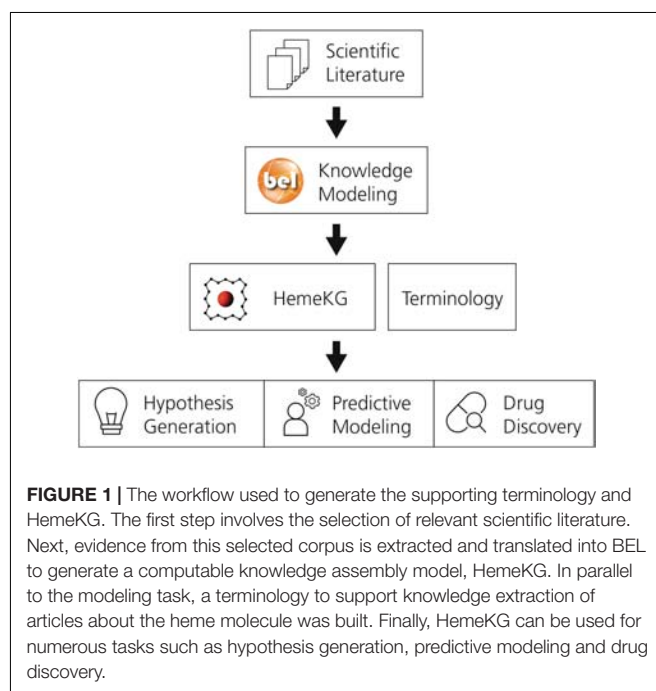 Scientific
Literature
bel
Knowledge
Modeling
HemeKG
Terminology
Hypothesis
Generation
Predictive
Modeling
Drug
Discovery
FIGURE 1 | The workflow used to generate the supporting terminology and
HemeKG. The first step involves the selection of relevant scientific literature.
Next, evidence from this selected corpus is extracted and translated into BEL
to generate a computable knowledge assembly model, HemeKG. In parallel
to the modeling task, a terminology to support knowledge extraction of
articles about the heme molecule was built. Finally, HemeKG can be used for
numerous tasks such as hypothesis generation, predictive modeling and drug
discovery.